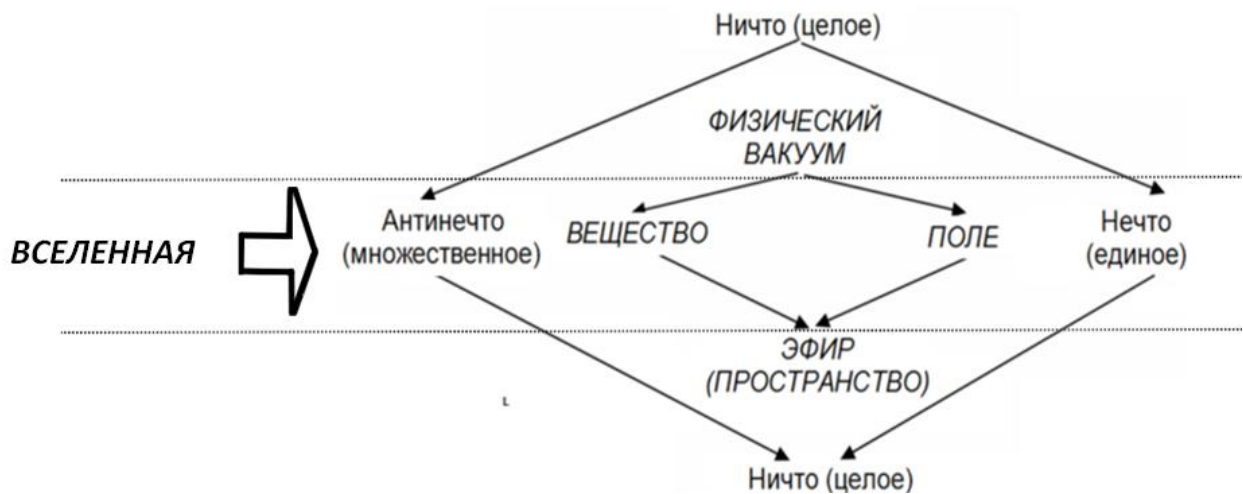 Ничто (целое)
ФИЗИЧЕСКИЙ
ВАКУУМ
ВСЕЛЕННАЯ
Антинечто
(множественное)
ВЕЩЕСТВО
ПОЛЕ
Нечто
(единое)
ЭФИР
(ПРОСТРАНСТВО)
L
Ничто (целое)